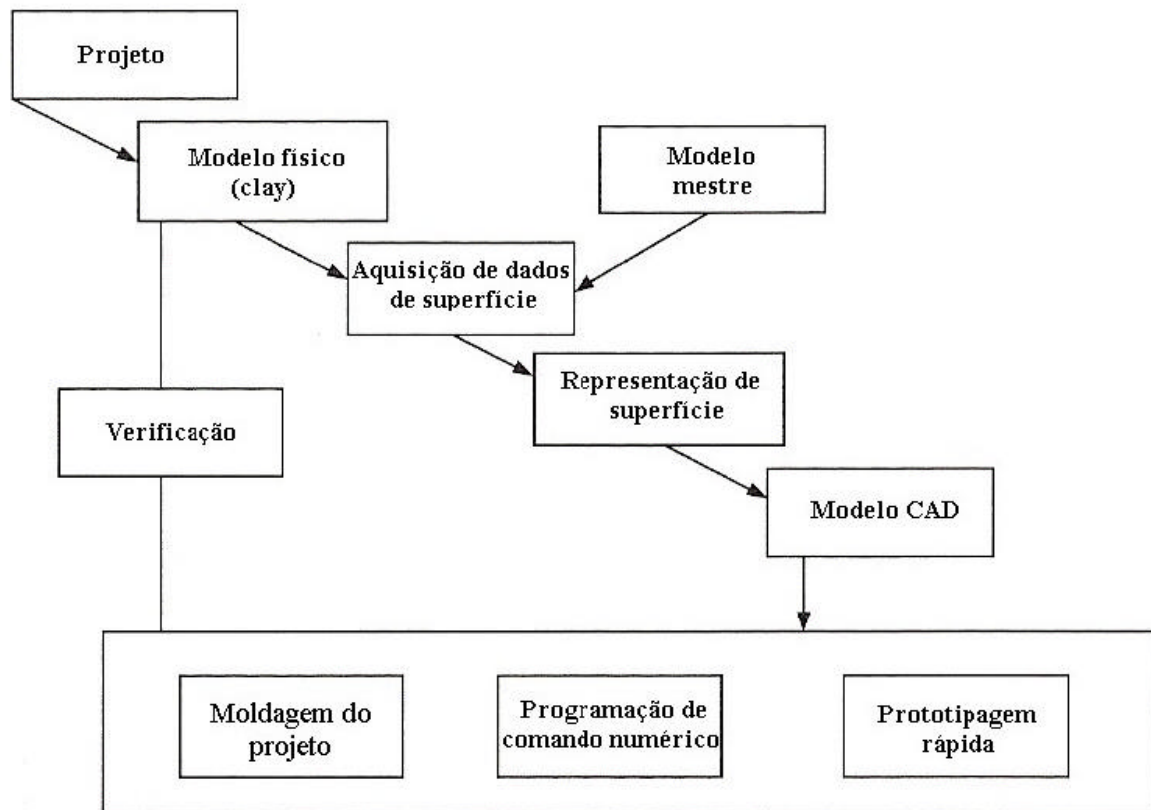 Projeto
Modelo físico
(clay)
Modelo
mestre
Aquisição de dados
de superfície
Representação de
superfície
Verificação
Modelo CAD
Moldagem do
projeto
Programação de
comando numérico
Prototipagem
rápida